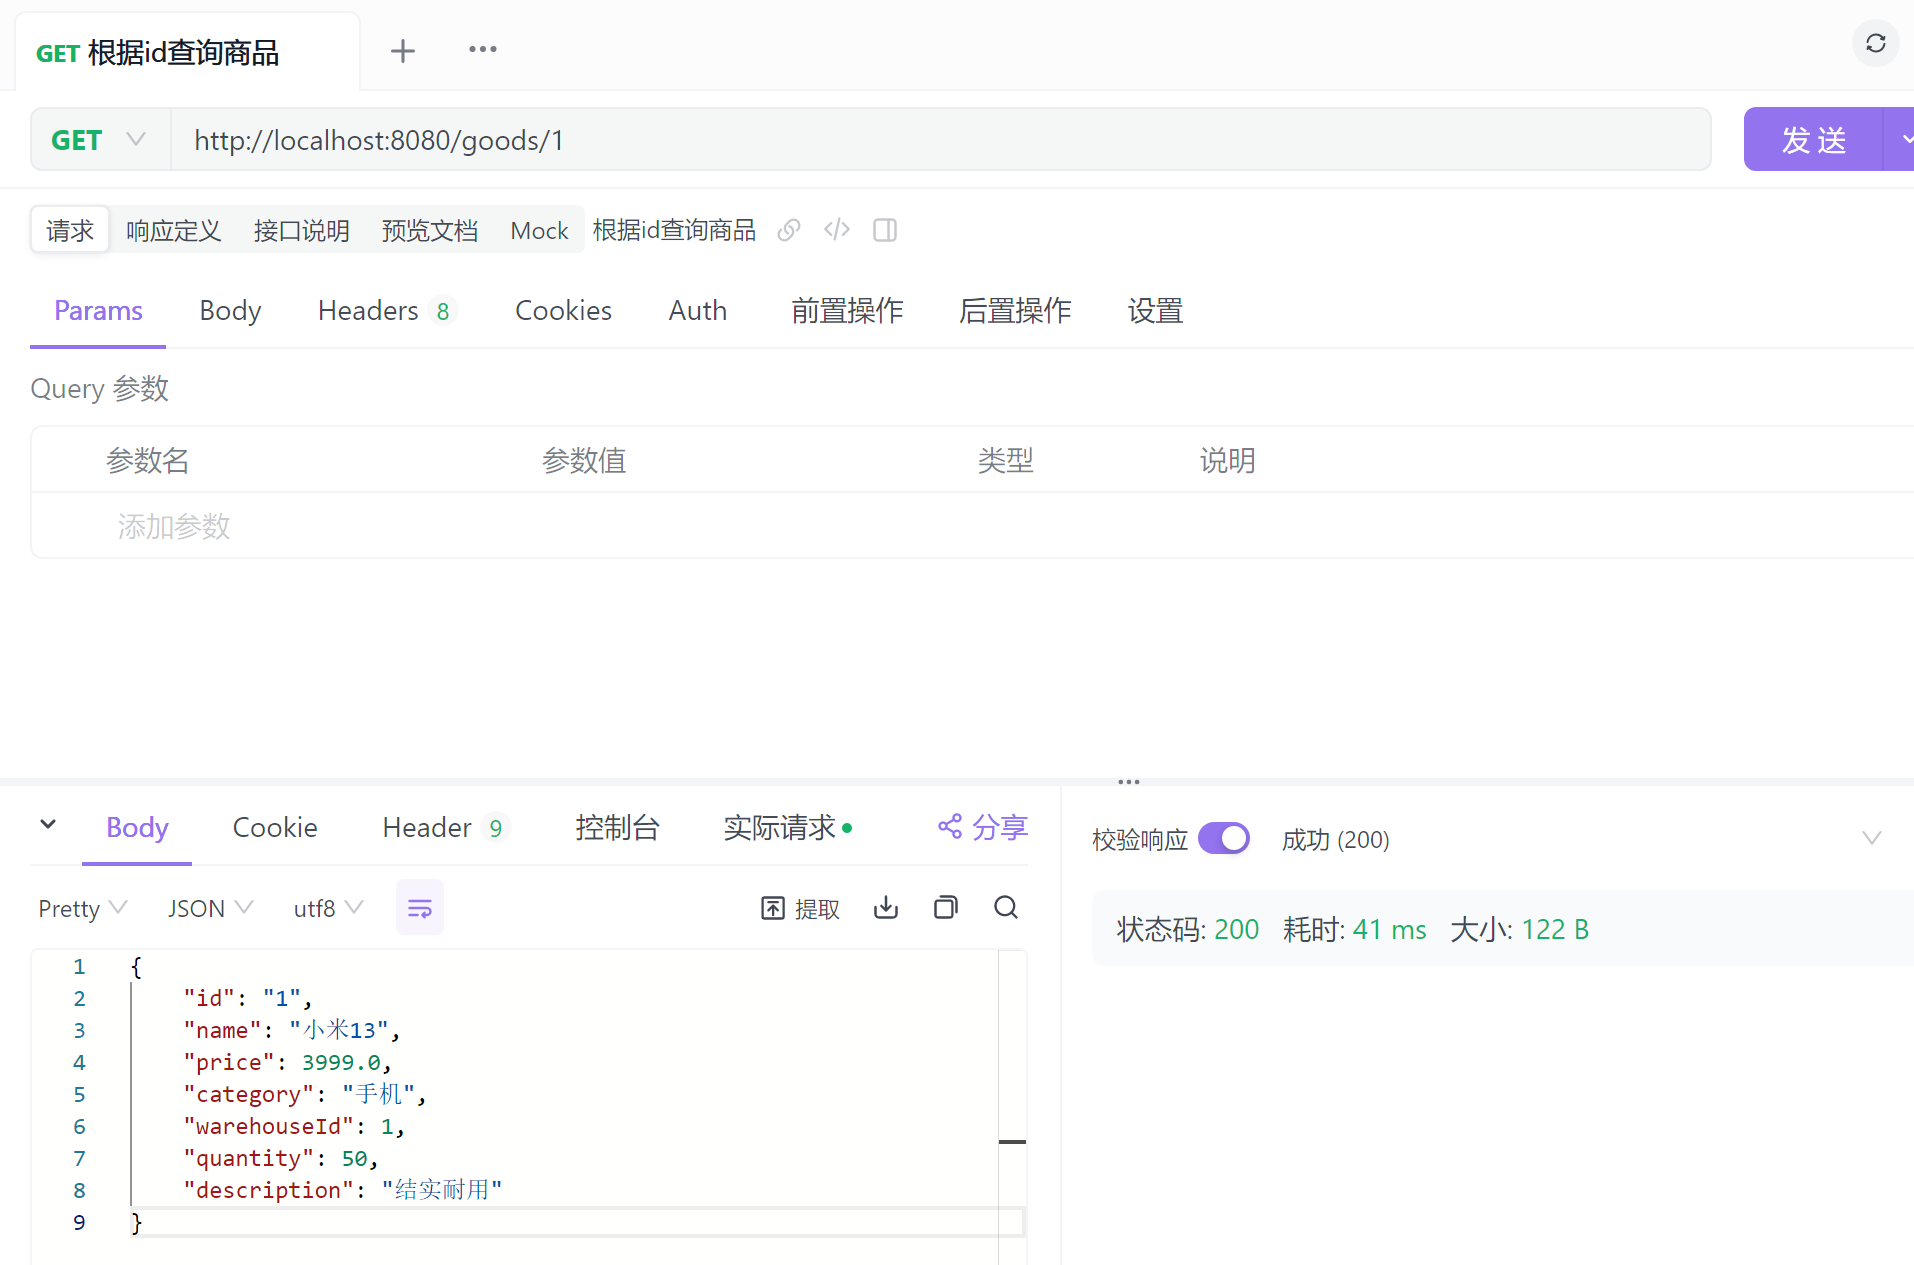 GET 根据id查询商品
GET http://localhost:8080/goods/1 发 送
请求 响应定义 接口说明 预览文档 Mock 根据id查询商品
Params Body Headers 8 Cookies Auth 前置操作 后置操作 设置
Query 参数
参数名 参数值 类型 说明
添加参数
Body Cookie Header 9 控制台 实际请求 分享
校验响应 成功 (200)
Pretty JSON utf8 提取
状态码: 200 耗时: 41 ms 大小: 122 B
1 {
2 "id": "1",
3 "name": "小米13",
4 "price": 3999.0,
5 "category": "手机",
6 "warehouseId": 1,
7 "quantity": 50,
8 "description": "结实耐用"
9 }